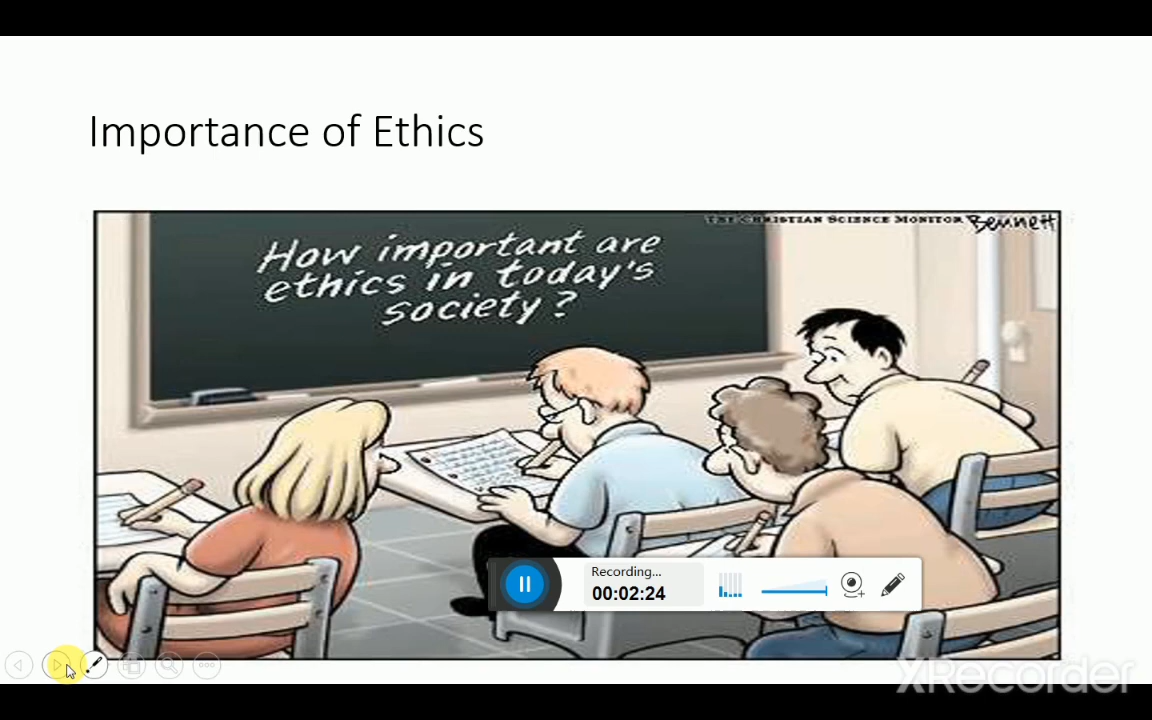 Importance of Ethics
THE CHRISTIAN SCIENCE MONITOR Bennett
How important are
ethics in today's
society?
Recording...
00:02:24
XRecorder